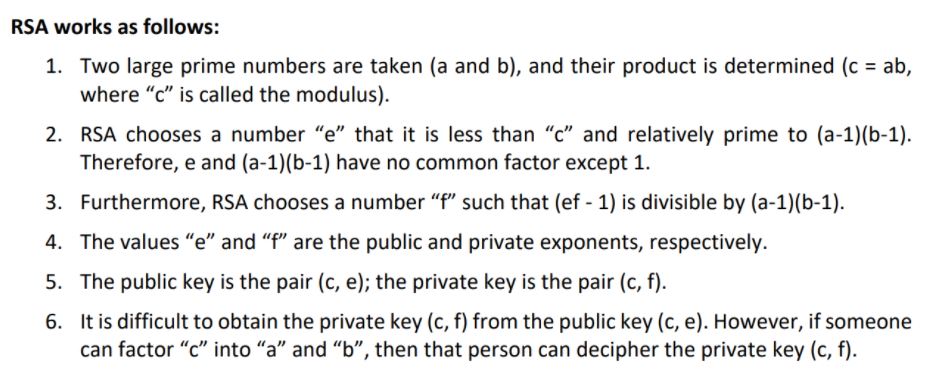 RSA works as follows:
1. Two large prime numbers are taken (a and b), and their product is determined (c = ab,
where “c” is called the modulus).
2. RSA chooses a number “e” that it is less than “c” and relatively prime to (a-1)(b-1).
Therefore, e and (a-1)(b-1) have no common factor except 1.
3. Furthermore, RSA chooses a number “f” such that (ef - 1) is divisible by (a-1)(b-1).
4. The values “e” and “f” are the public and private exponents, respectively.
5. The public key is the pair (c, e); the private key is the pair (c, f).
6. It is difficult to obtain the private key (c, f) from the public key (c, e). However, if someone
can factor “c” into “a” and “b”, then that person can decipher the private key (c, f).